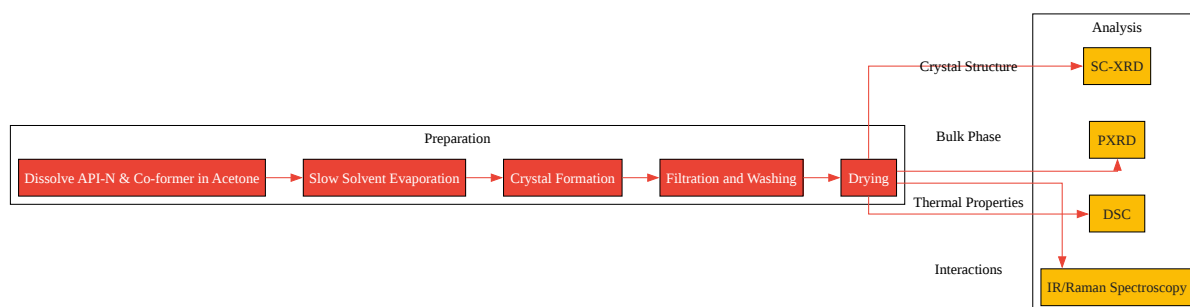 Analysis
Crystal Structure
SC-XRD
Preparation
Bulk Phase
PXRD
Dissolve API-N & Co-former in Acetone
Slow Solvent Evaporation
Crystal Formation
Filtration and Washing
Drying
Thermal Properties
DSC
Interactions
IR/Raman Spectroscopy